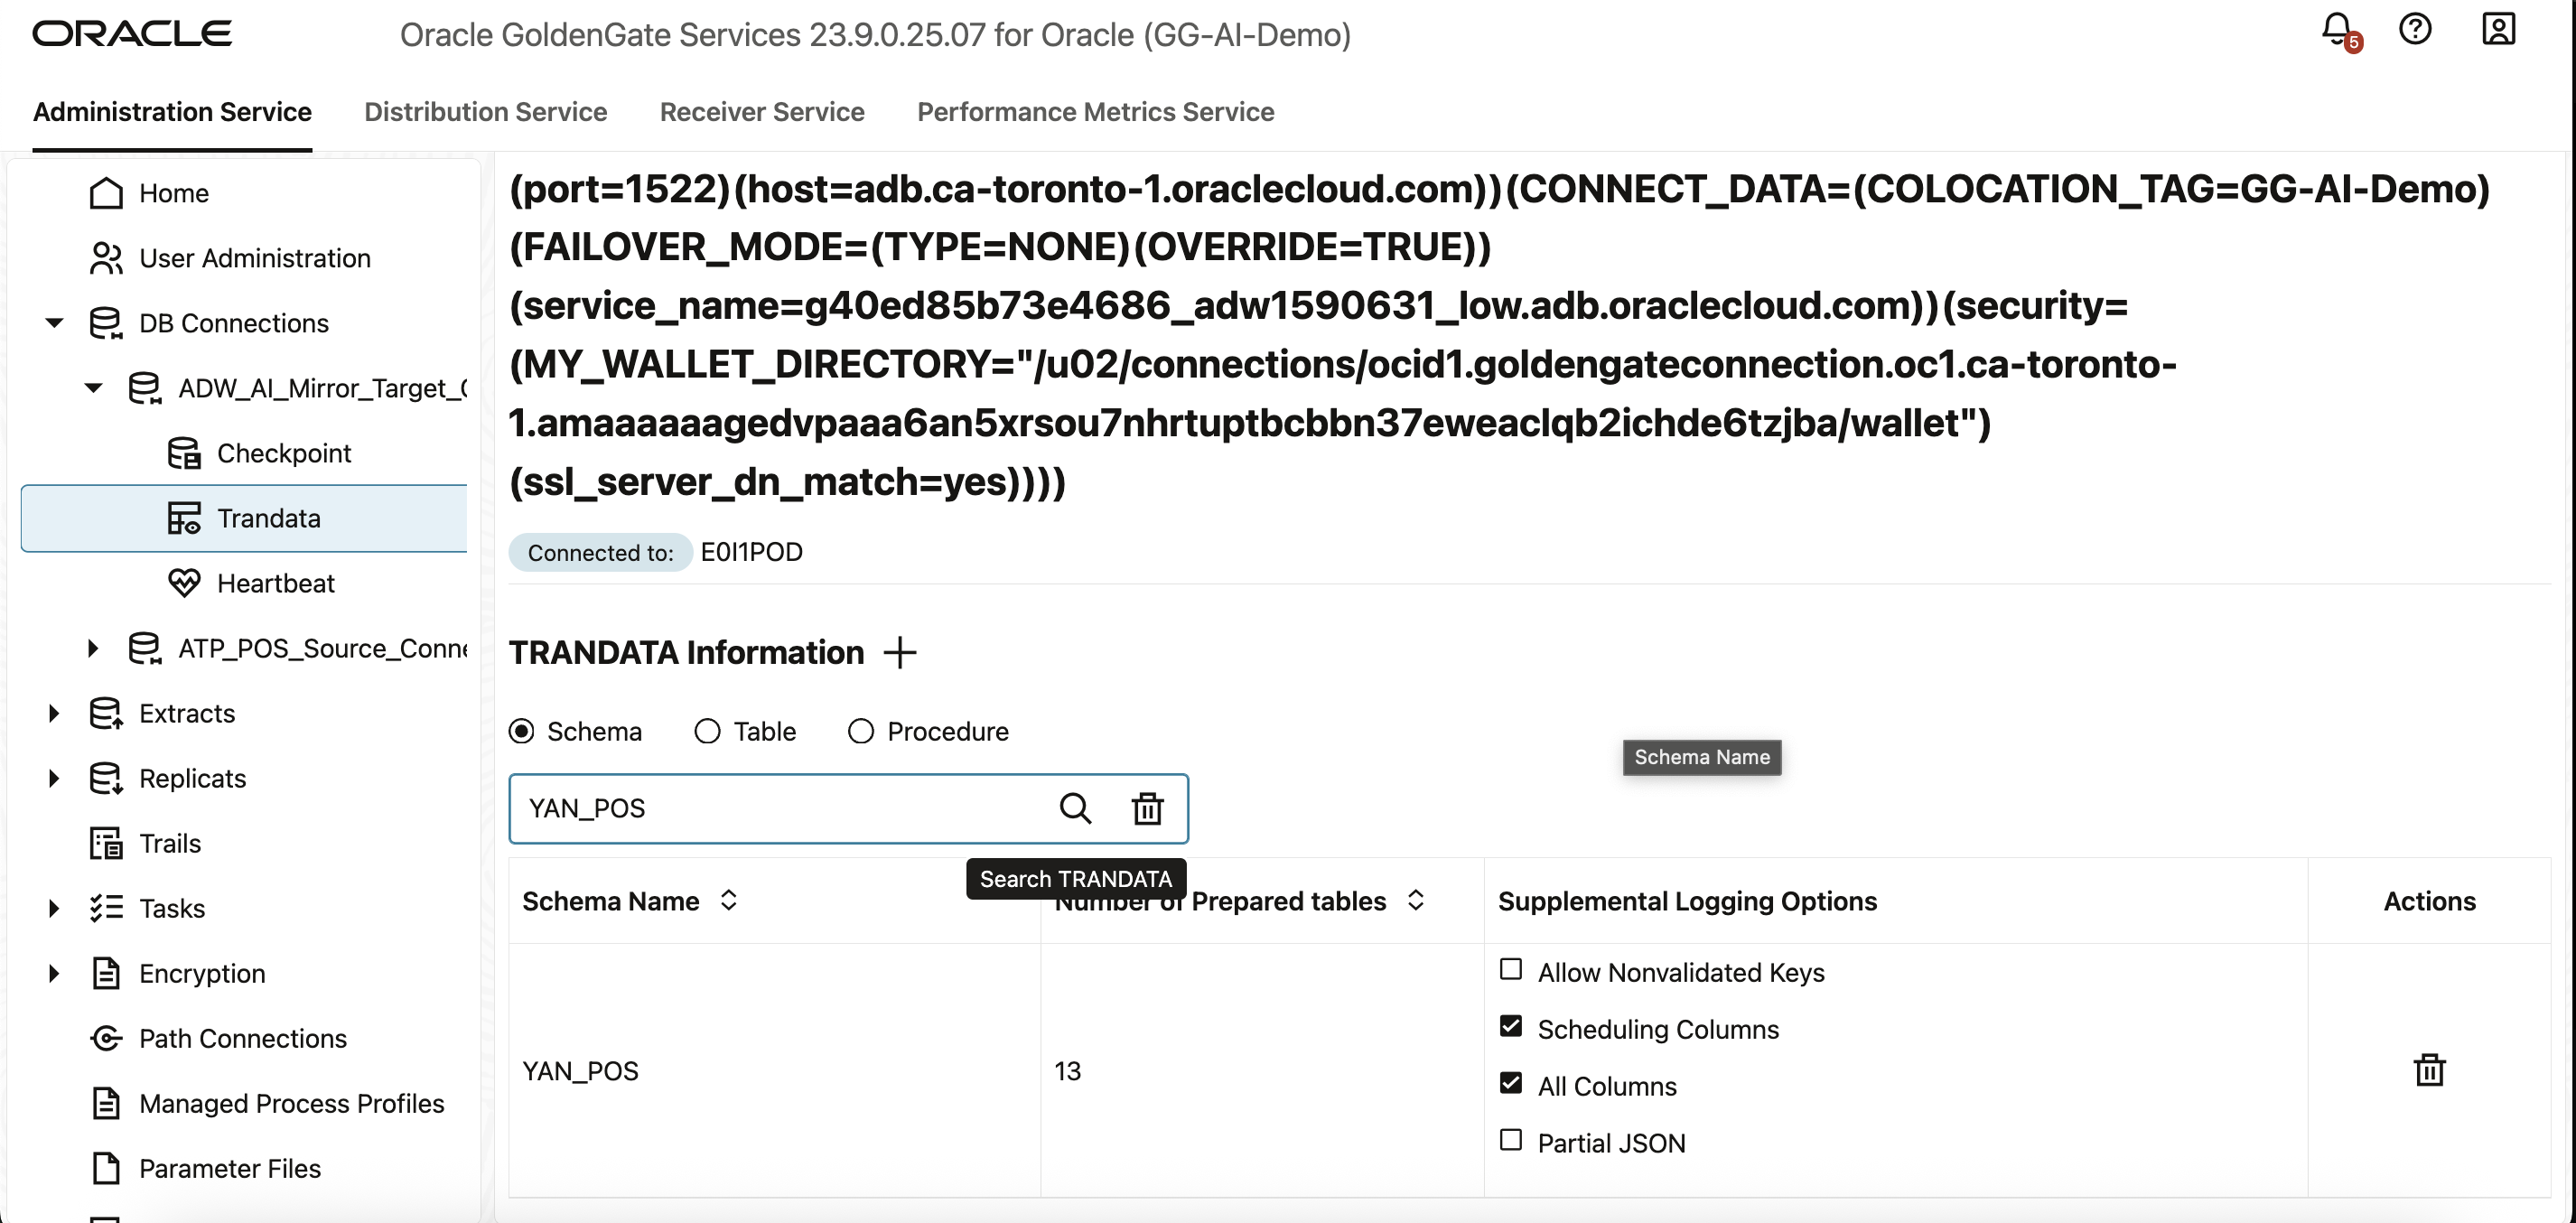 ORACLE
Oracle GoldenGate Services 23.9.0.25.07 for Oracle (GG-AI-Demo)
5
Administration Service
Distribution Service
Receiver Service
Performance Metrics Service
Home
User Administration
DB Connections
ADW_AI_Mirror_Target_
Checkpoint
Trandata
Heartbeat
ATP_POS_Source_Conne
Extracts
Replicats
Trails
Tasks
Encryption
Path Connections
Managed Process Profiles
Parameter Files
(port=1522)(host=adb.ca-toronto-1.oraclecloud.com))(CONNECT_DATA=(COLOCATION_TAG=GG-AI-Demo)
(FAILOVER_MODE=(TYPE=NONE)(OVERRIDE=TRUE))
(service_name=g40ed85b73e4686_adw1590631_low.adb.oraclecloud.com))(security=
(MY_WALLET_DIRECTORY="/u02/connections/ocid1.goldengateconnection.oc1.ca-toronto-
1.amaaaaaagedvpaaa6an5xrsou7nhrtuptbcbbn37eweaclqb2ichde6tzjba/wallet")
(ssl_server_dn_match=yes))))
Connected to: E0I1POD
TRANDATA Information
Schema
Table
Procedure
Schema Name
YAN_POS
Search TRANDATA
Schema Name
Number of Prepared tables
Supplemental Logging Options
Actions
YAN_POS
13
Allow Nonvalidated Keys
Scheduling Columns
All Columns
Partial JSON